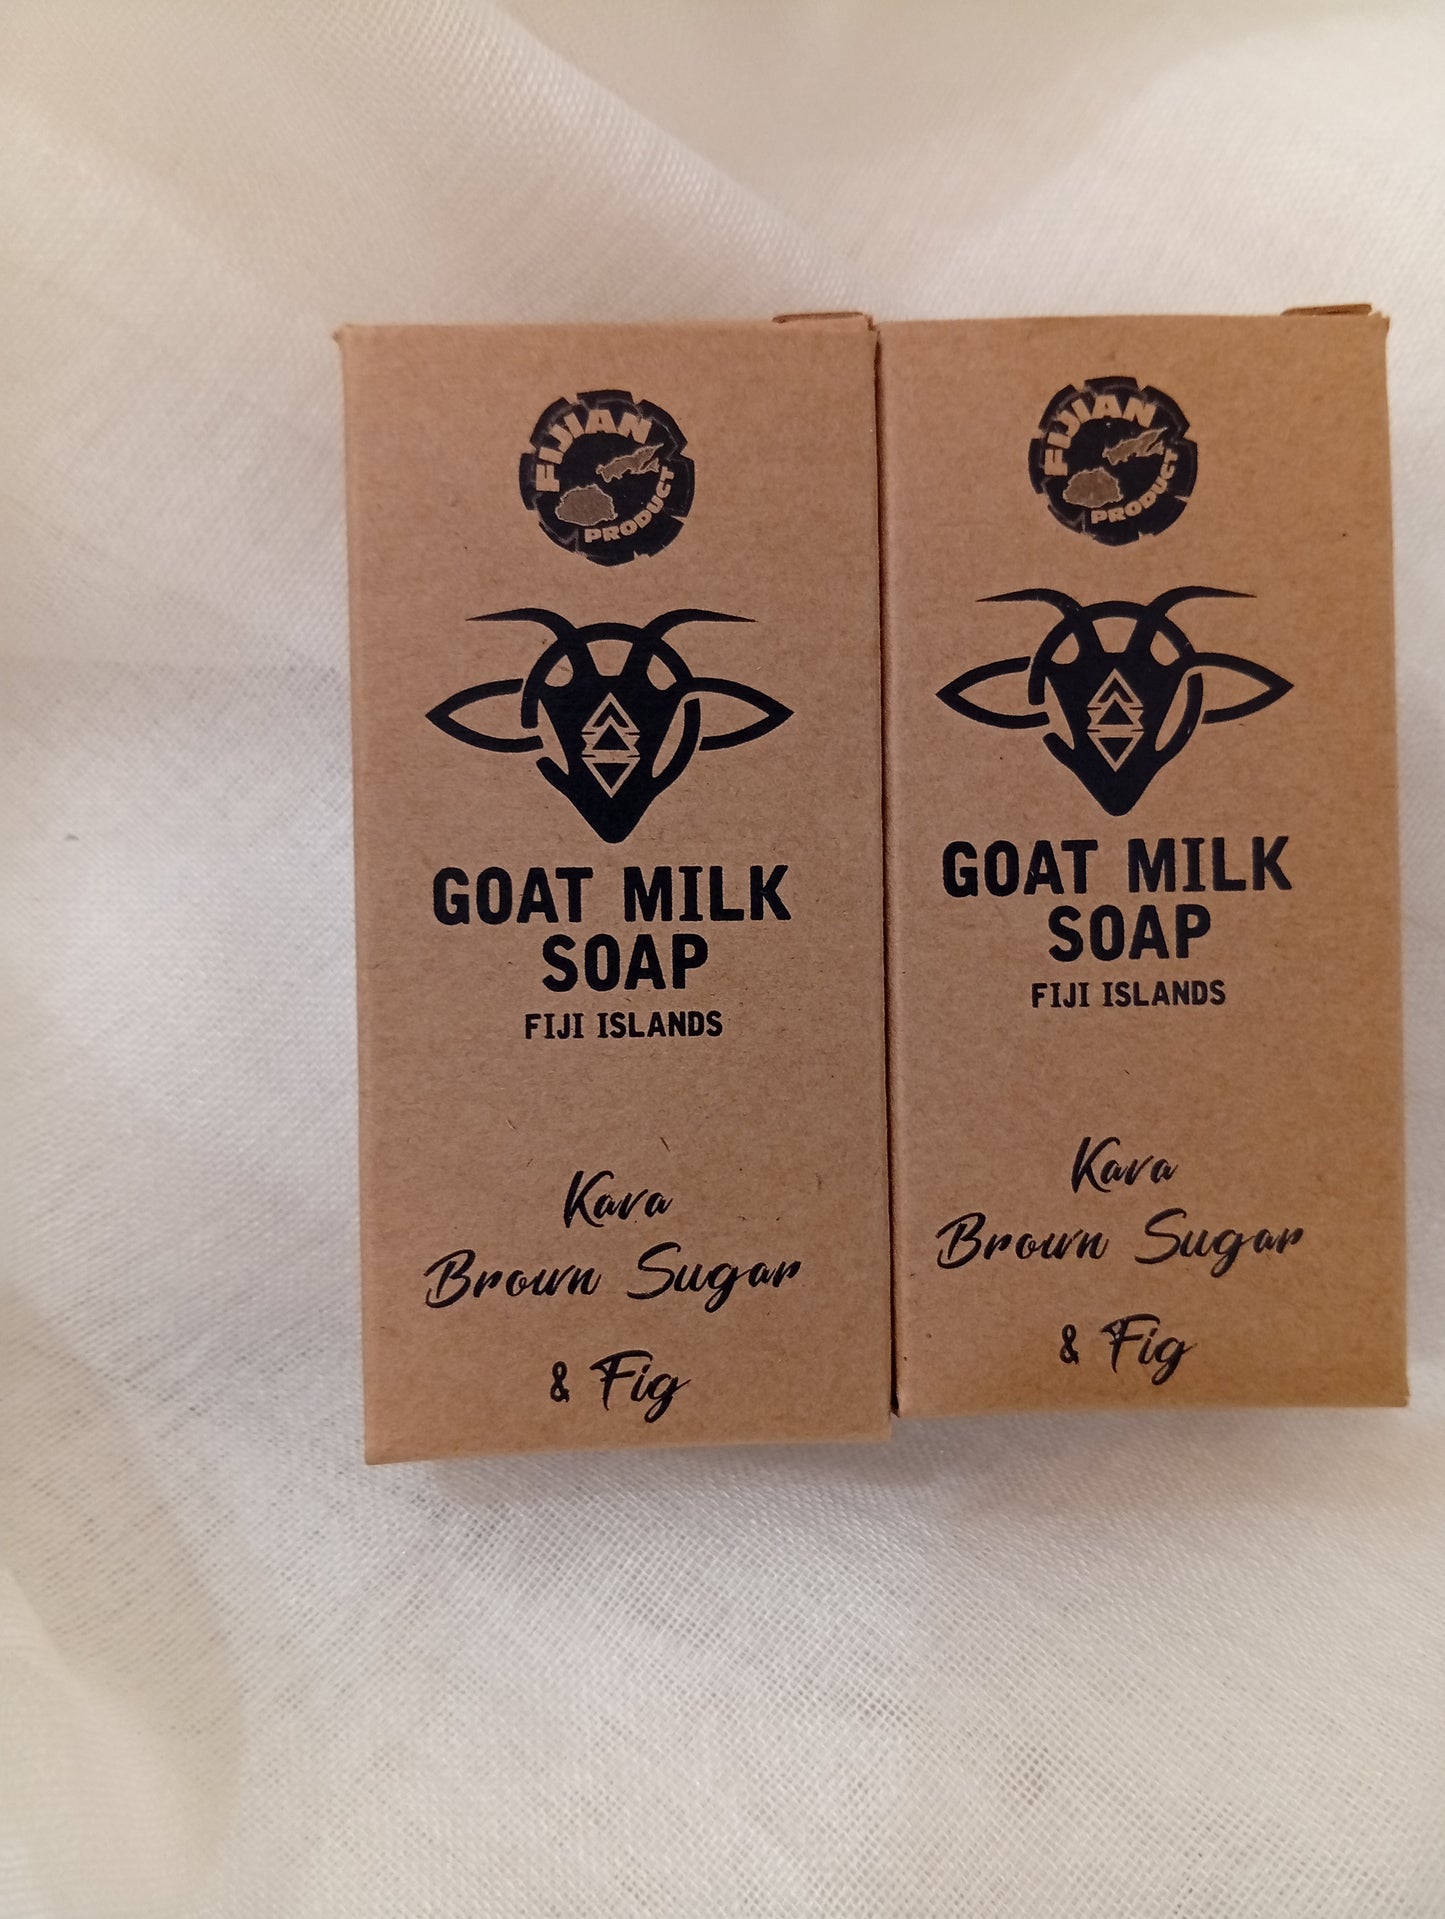 FIJIAN
PRODUCT
GOAT MILK
SOAP
FIJI ISLANDS
Kava
Brown Sugar
& Fig
FIJIAN
PRODUCT
GOAT MILK
SOAP
FIJI ISLANDS
Kava
Brown Sugar
& Fig